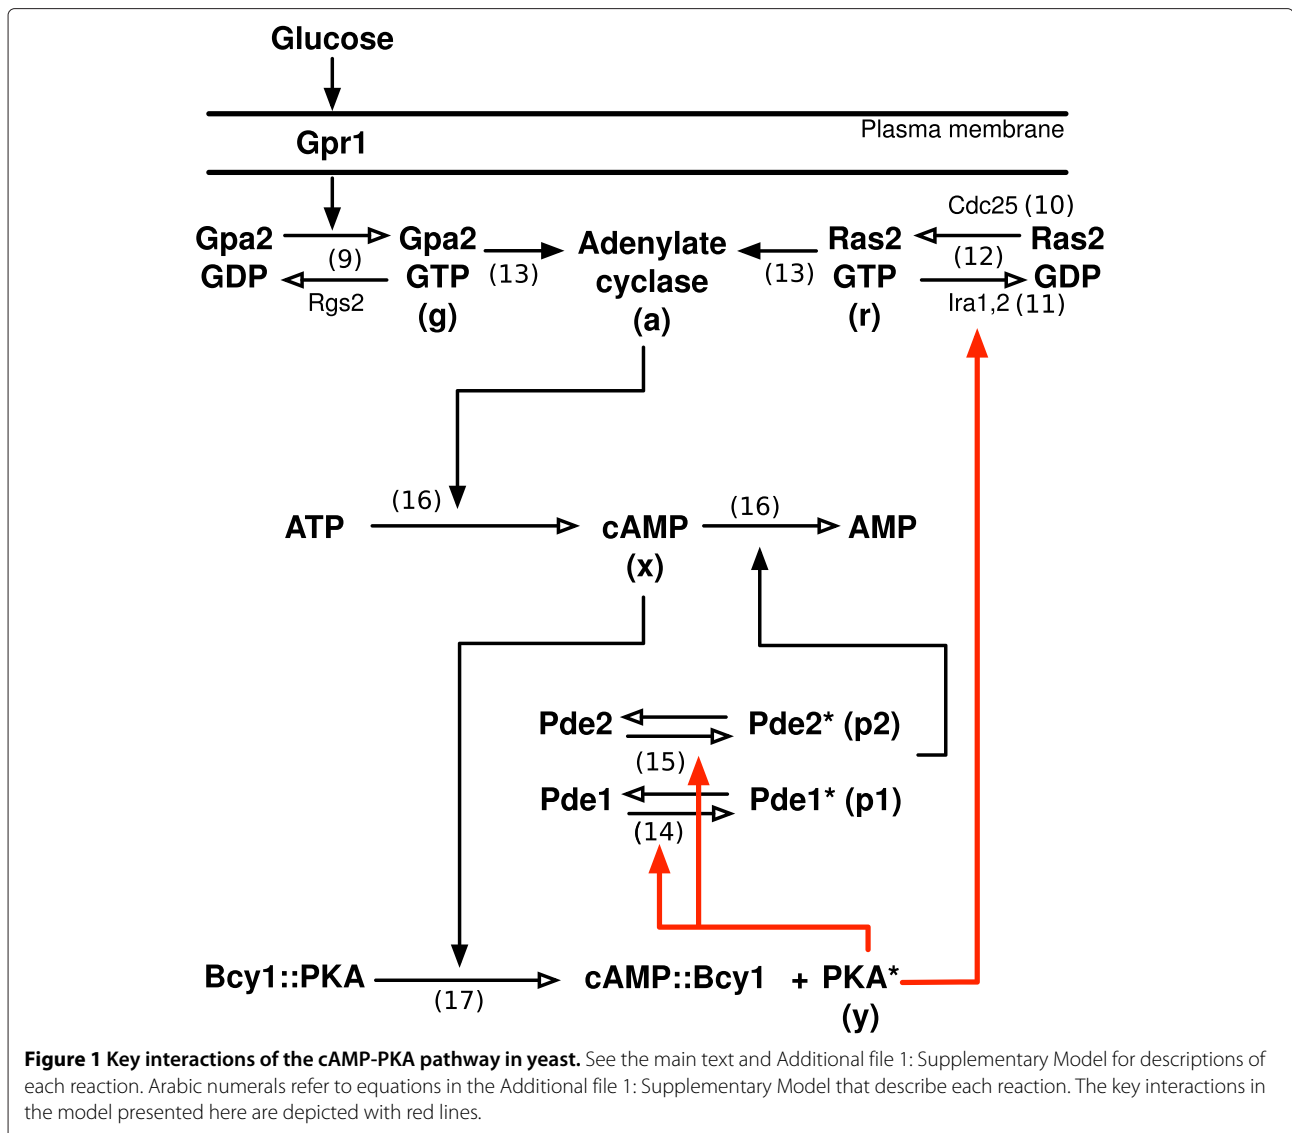 Glucose
Plasma membrane
Gpr1
Cdc25 (10)
Gpa2 Gpa2 Adenylate Ras2 Ras2
(9) (13) (13) (12)
GDP GTP cyclase GTP GDP
Rgs2 Ira1,2 (11)
(g) (a) (r)
(16) (16)
ATP cAMP AMP
(x)
Pde2 Pde2* (p2)
(15)
Pde1 Pde1* (p1)
(14)
Bcy1::PKA cAMP::Bcy1 + PKA*
(17)
(y)
Figure 1 Key interactions of the cAMP-PKA pathway in yeast. See the main text and Additional file 1: Supplementary Model for descriptions of
each reaction. Arabic numerals refer to equations in the Additional file 1: Supplementary Model that describe each reaction. The key interactions in
the model presented here are depicted with red lines.